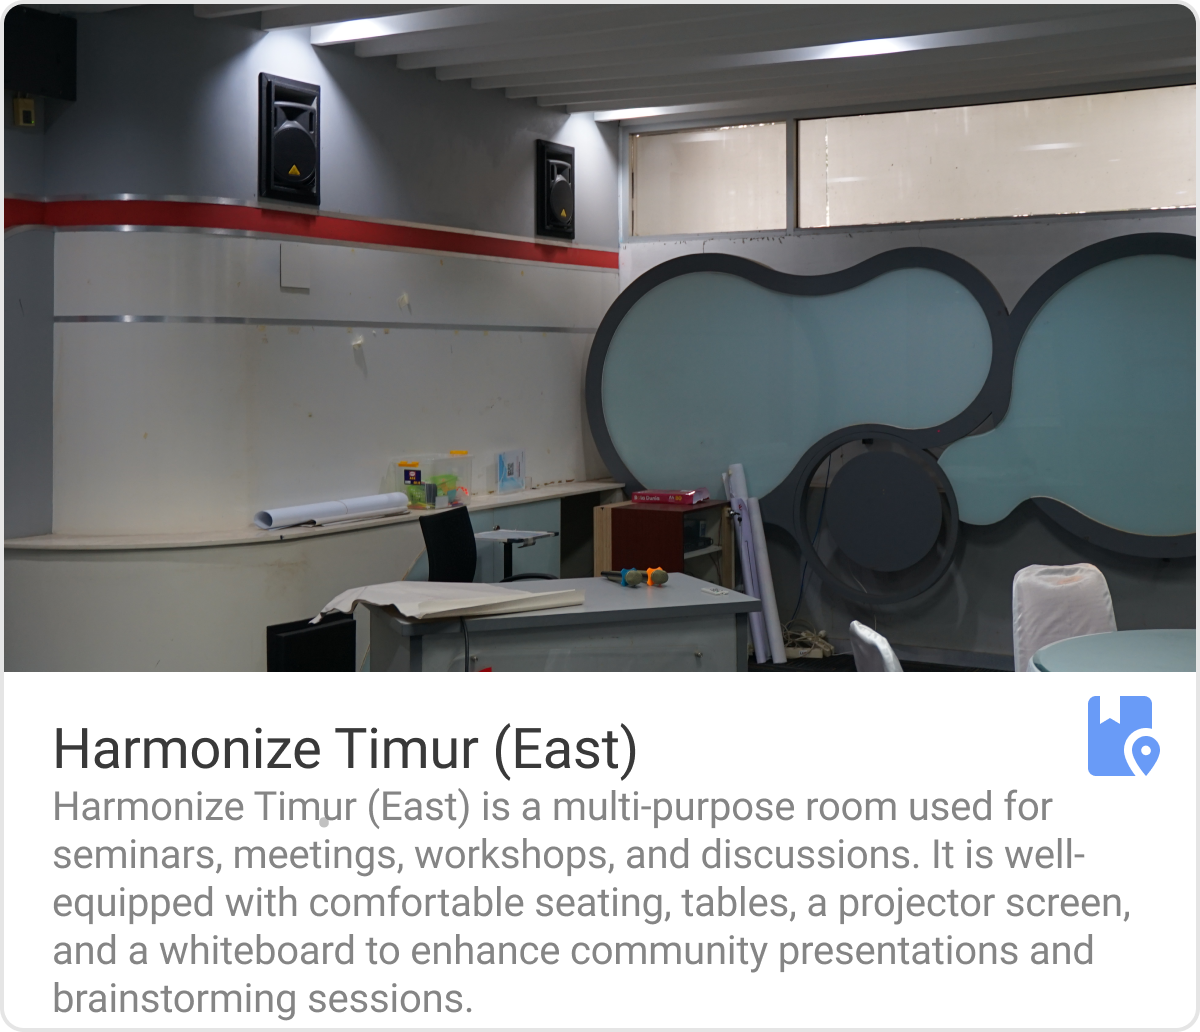 Harmonize Timur (East)
Harmonize Timur (East) is a multi-purpose room used for
seminars, meetings, workshops, and discussions. It is well-
equipped with comfortable seating, tables, a projector screen,
and a whiteboard to enhance community presentations and
brainstorming sessions.